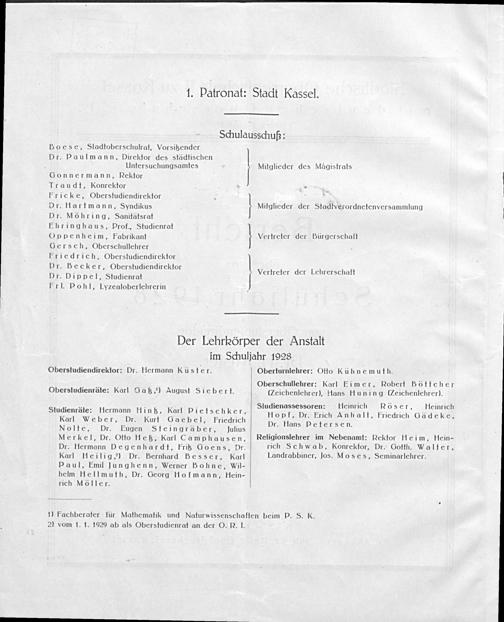 1. Patronat: Stadt Kassel.
Schulausschuß:
Boese, Stadtoberschulrat, Vorsitzender
Dr. Paulmann, Direktor des städtischen
Untersuchungsamtes
Gonnermann, Rektor
Traudt, Konrektor
Mitglieder des Magistrats
Fricke, Oberstudiendirektor
Dr. Hartmann, Syndikus
Dr. Möhring, Sanitätsrat
Mitglieder der Stadtverordnetenversammlung
Ehringhaus, Prof., Studienrat
Oppenheim, Fabrikant
Gersch, Oberschullehrer
Vertreter der Bürgerschaft
Friedrich, Oberstudiendirektor
Dr. Becker, Oberstudiendirektor
Dr. Dippel, Studienrat
Frl. Pohl, Lyzealoberlehrerin
Vertreter der Lehrerschaft
Der Lehrkörper der Anstalt
im Schuljahr 1928
Oberstudiendirektor: Dr. Hermann Küster.
Oberstudienräte: Karl Gaß,¹) August Siebert.
Studienräte: Hermann Hinß, Karl Pietschker,
Karl Weber, Dr. Kurt Gaebel, Friedrich
Nolte, Dr. Eugen Steingräber, Julius
Merkel, Dr. Otto Heß, Karl Camphausen,
Dr. Hermann Degenhardt, Fritz Goens, Dr.
Karl Heilig,²) Dr. Bernhard Besser, Karl
Paul, Emil Junghenn, Werner Bohne, Wil-
helm Hellmuth, Dr. Georg Hofmann, Hein-
rich Möller.
Oberturnlehrer: Otto Kühnemuth.
Oberschullehrer: Karl Eimer, Robert Böttcher
(Zeichenlehrer), Hans Huning (Zeichenlehrer).
Studienassessoren: Heinrich Röser, Heinrich
Hopf, Dr. Erich Anhalt, Friedrich Gädeke,
Dr. Hans Petersen.
Religionslehrer im Nebenamt: Rektor Heim, Hein-
rich Schwab, Konrektor, Dr. Gotth. Walter,
Landrabbiner, Jos. Moses, Seminarlehrer.
1) Fachberater für Mathematik und Naturwissenschaften beim P. S. K.
2) vom 1. 1. 1929 ab als Oberstudienrat an der O. R. I.